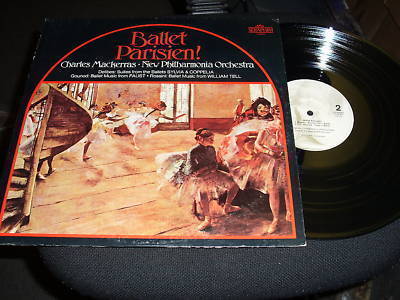 SERAPHIM
Ballet
Parisien!
Charles Mackerras • New Philharmonia Orchestra
Delibes: Suites from the Ballets SYLVIA & COPPELIA
Gounod: Ballet Music from FAUST • Rossini: Ballet Music from WILLIAM TELL
2